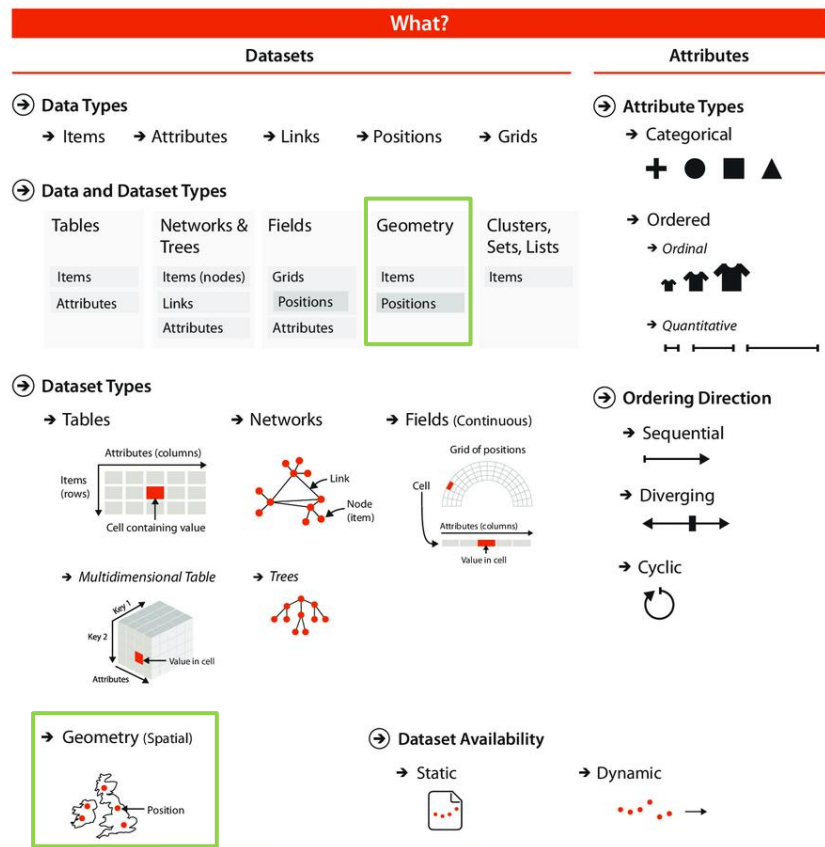 What?
Datasets
Attributes
Data Types
Items
Attributes
Links
Positions
Grids
Data and Dataset Types
Tables
Items
Attributes
Networks &
Trees
Items (nodes)
Links
Attributes
Fields
Grids
Positions
Attributes
Geometry
Items
Positions
Clusters,
Sets, Lists
Items
Dataset Types
Tables
Attributes (columns)
Items
(rows)
Cell containing value
Networks
Link
Node
(item)
Fields (Continuous)
Grid of positions
Cell
Attributes (columns)
Value in cell
Multidimensional Table
Key 1
Key 2
Value in cell
Attributes
Trees
Geometry (Spatial)
Position
Dataset Availability
Static
Dynamic
Attribute Types
Categorical
Ordered
Ordinal
Quantitative
Ordering Direction
Sequential
Diverging
Cyclic